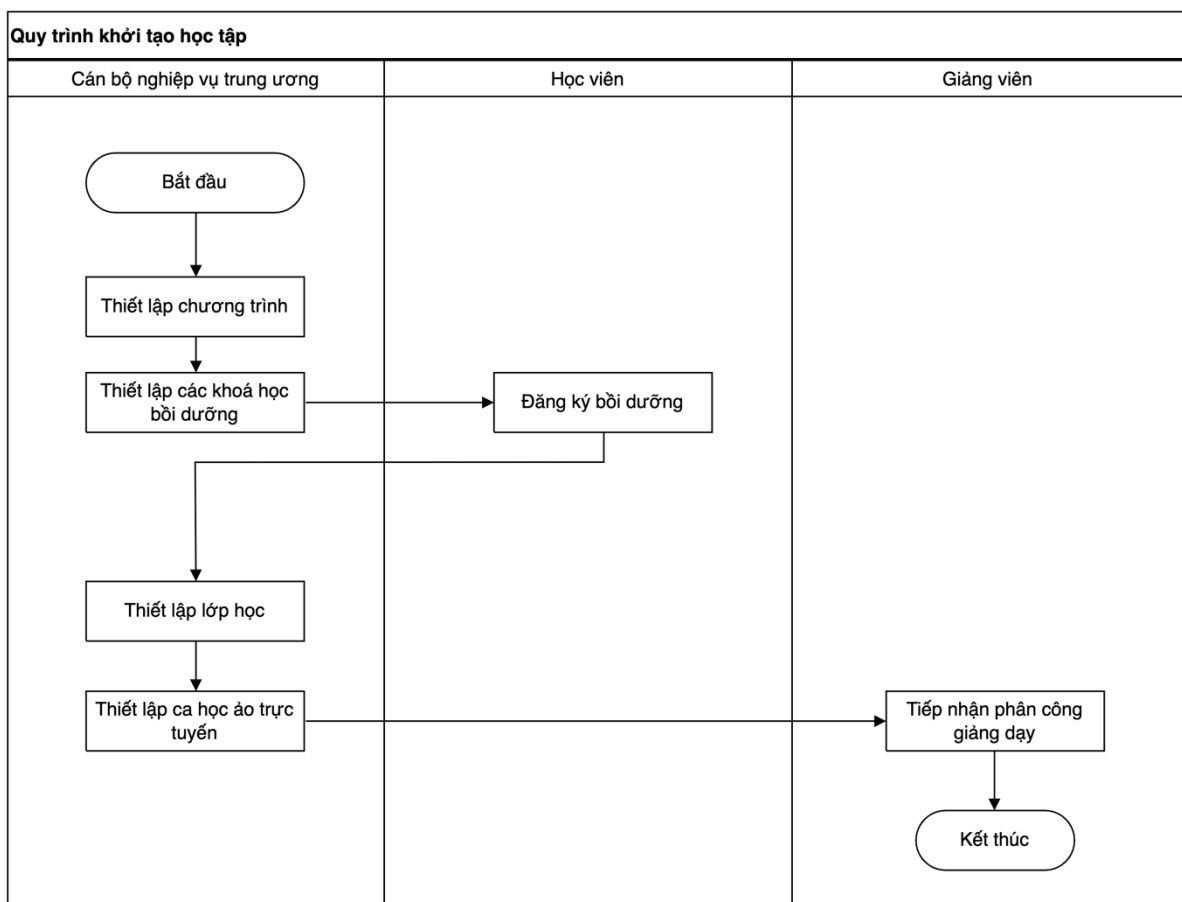 Quy trình khởi tạo học tập
Cán bộ nghiệp vụ trung ương
Học viên
Giảng viên
Bắt đầu
Thiết lập chương trình
Thiết lập các khoá học
bồi dưỡng
Đăng ký bồi dưỡng
Thiết lập lớp học
Thiết lập ca học ảo trực
tuyến
Tiếp nhận phân công
giảng dạy
Kết thúc